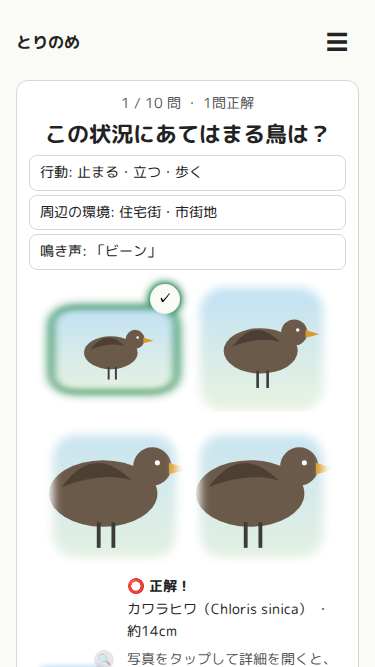 とりのめ
1 / 10 問 · 1問正解
この状況にあてはまる鳥は？
行動: 止まる・立つ・歩く
周辺の環境: 住宅街・市街地
鳴き声: 「ビーン」
✓
⭕ 正解！
カワラヒワ（Chloris sinica） ・
約14cm
写真をタップして詳細を開くと、